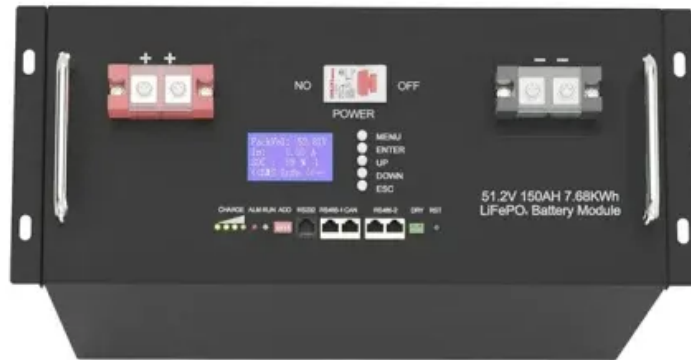 + +
- -
NO OFF
POWER
MENU
ENTER
UP
DOWN
ESC
51.2V 150AH 7.68KWh
LiFePO₄ Battery Module
CHARGE ALM RUN ADD RS232 RS485-1 CAN RS485-2 DRY RST